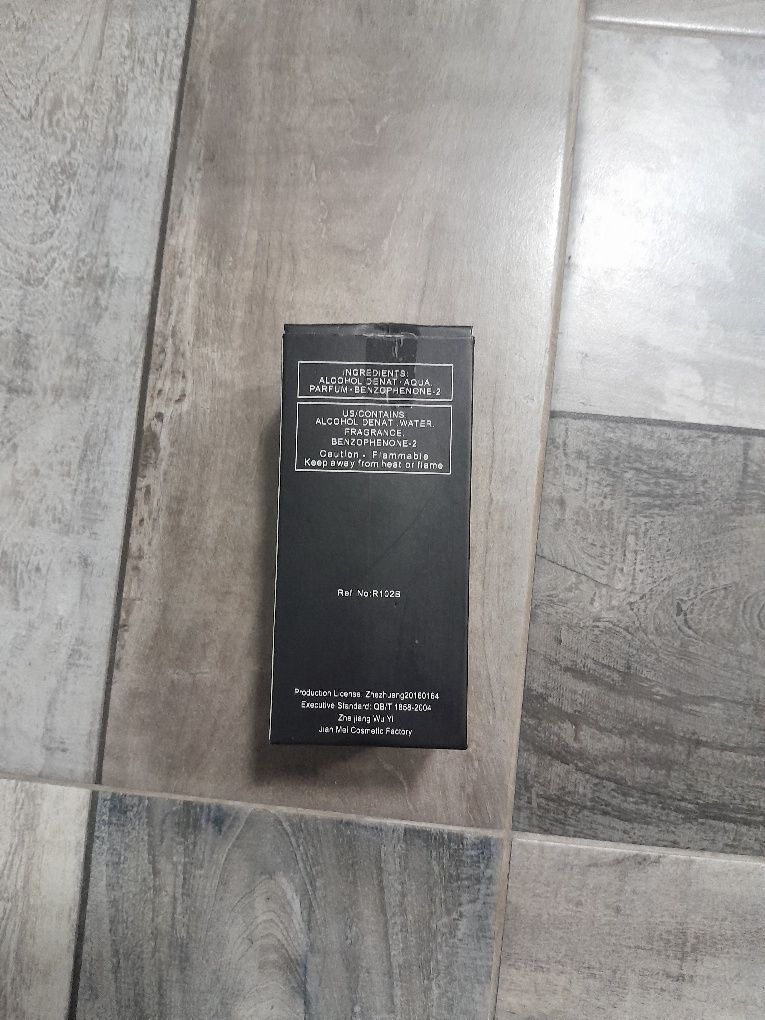 INGREDIENTS:
ALCOHOL DENAT·AQUA.
PARFUM·BENZOPHENONE-2
US/CONTAINS.
ALCOHOL DENAT.WATER.
FRAGRANCE.
BENZOPHENONE-2
Caution - Flammable
Keep away from heat or flame
Ref No:R102B
Production License: Zhezhuang20160164
Executive Standard: QB/T 1858-2004
Zhe jiang Wu Yi
Jian Mei Cosmetic Factory